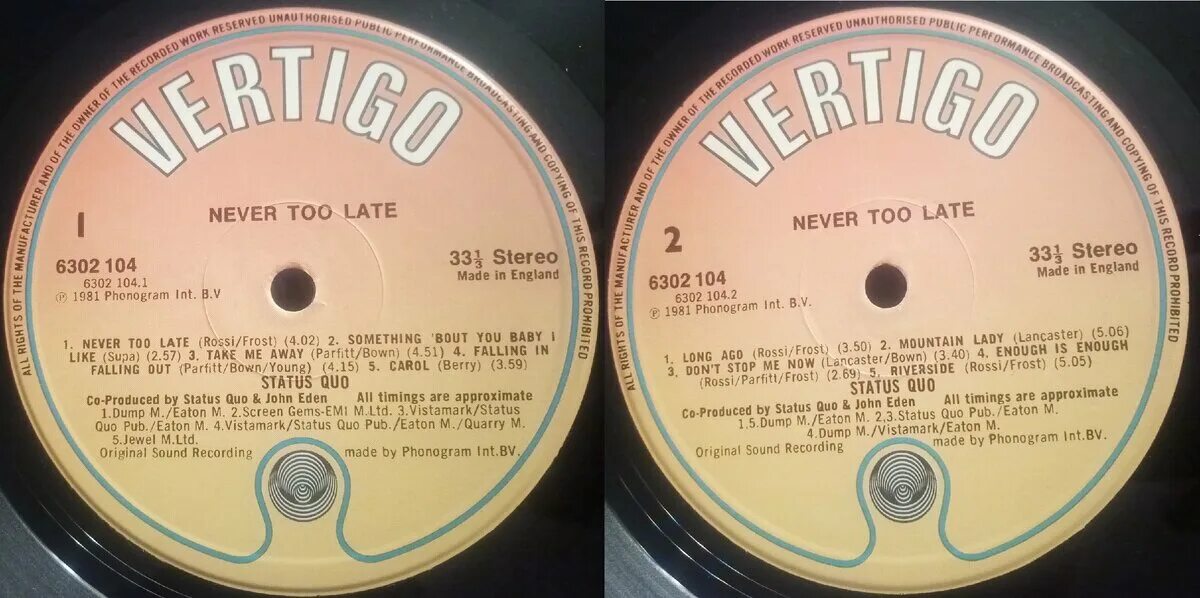 ALL RIGHTS OF THE MANUFACTURER AND OF THE OWNER OF THE RECORDED WORK RESERVED UNAUTHORISED PUBLIC PERFORMANCE BROADCASTING AND COPYING OF THIS RECORD PROHIBITED
VERTIGO
NEVER TOO LATE
1
33⅓ Stereo
Made in England
6302 104
6302 104.1
℗ 1981 Phonogram Int. B.V
1. NEVER TOO LATE (Rossi/Frost) (4.02) 2. SOMETHING 'BOUT YOU BABY I
LIKE (Supa) (2.57) 3. TAKE ME AWAY (Parfitt/Bown) (4.51) 4. FALLING IN
FALLING OUT (Parfitt/Bown/Young) (4.15) 5. CAROL (Berry) (3.59)
STATUS QUO
Co-Produced by Status Quo & John Eden All timings are approximate
1.Dump M./Eaton M. 2.Screen Gems-EMI M.Ltd. 3.Vistamark/Status
Quo Pub./Eaton M. 4.Vistamark/Status Quo Pub./Eaton M./Quarry M.
5.Jewel M.Ltd.
Original Sound Recording made by Phonogram Int.BV.
ALL RIGHTS OF THE MANUFACTURER AND OF THE OWNER OF THE RECORDED WORK RESERVED UNAUTHORISED PUBLIC PERFORMANCE BROADCASTING AND COPYING OF THIS RECORD PROHIBITED
VERTIGO
NEVER TOO LATE
2
33⅓ Stereo
Made in England
6302 104
6302 104.2
℗ 1981 Phonogram Int. B.V.
1. LONG AGO (Rossi/Frost) (3.50) 2. MOUNTAIN LADY (Lancaster) (5.06)
3. DON'T STOP ME NOW (Lancaster/Bown) (3.40) 4. ENOUGH IS ENOUGH
(Rossi/Parfitt/Frost) (2.69) 5. RIVERSIDE (Rossi/Frost) (5.05)
STATUS QUO
Co-Produced by Status Quo & John Eden All timings are approximate
1.5.Dump M./Eaton M. 2,3.Status Quo Pub./Eaton M.
4.Dump M./Vistamark/Eaton M.
Original Sound Recording made by Phonogram Int.BV.